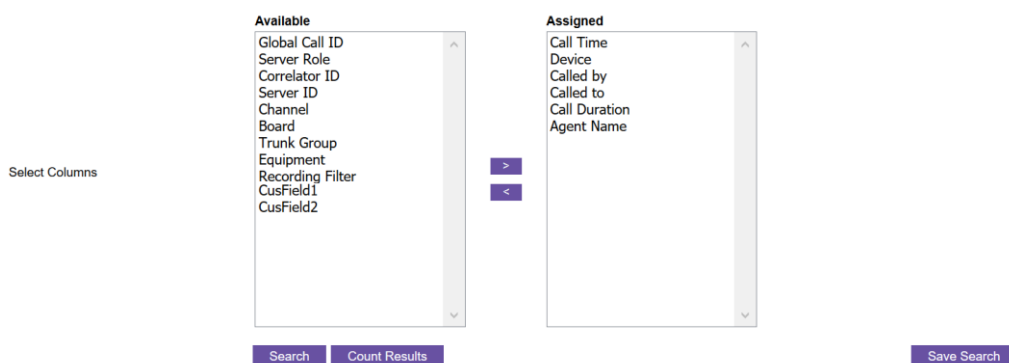 Available
Global Call ID
Server Role
Correlator ID
Server ID
Channel
Board
Trunk Group
Equipment
Recording Filter
CusField1
CusField2
Select Columns
>
<
Assigned
Call Time
Device
Called by
Called to
Call Duration
Agent Name
Search
Count Results
Save Search